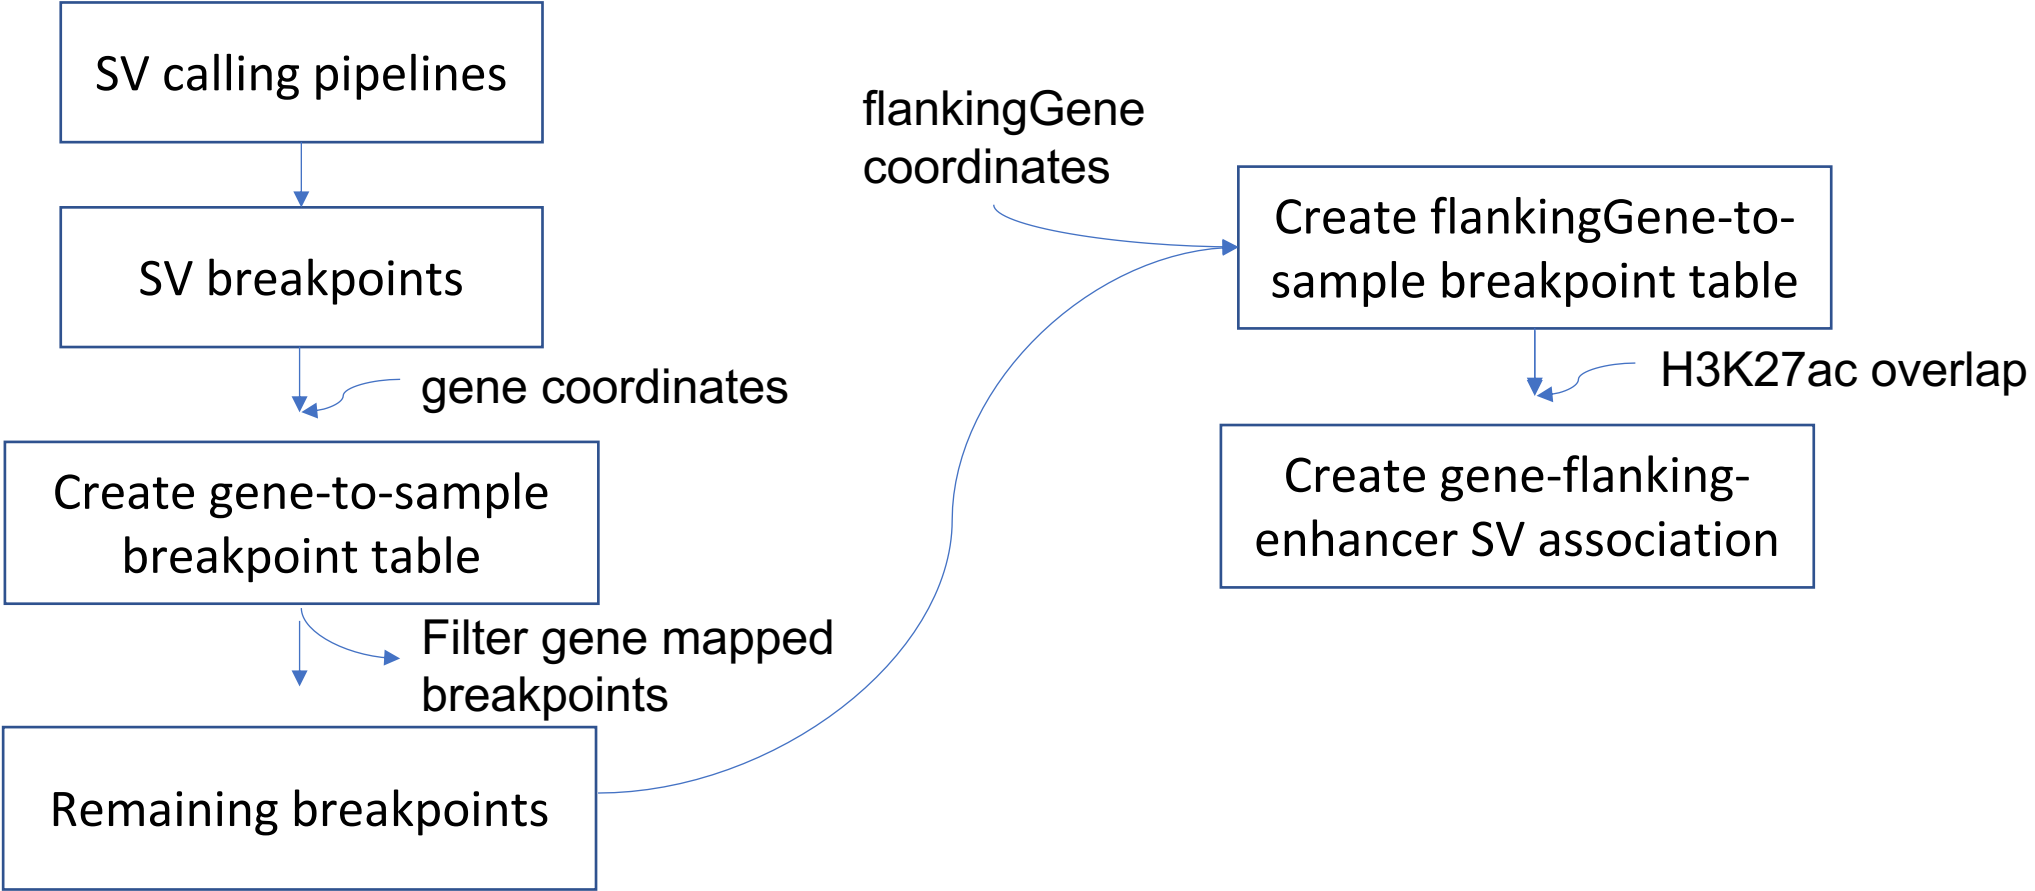 SV calling pipelines
SV breakpoints
gene coordinates
Create gene-to-sample
breakpoint table
Filter gene mapped
breakpoints
Remaining breakpoints
flankingGene
coordinates
Create flankingGene-to-
sample breakpoint table
H3K27ac overlap
Create gene-flanking-
enhancer SV association